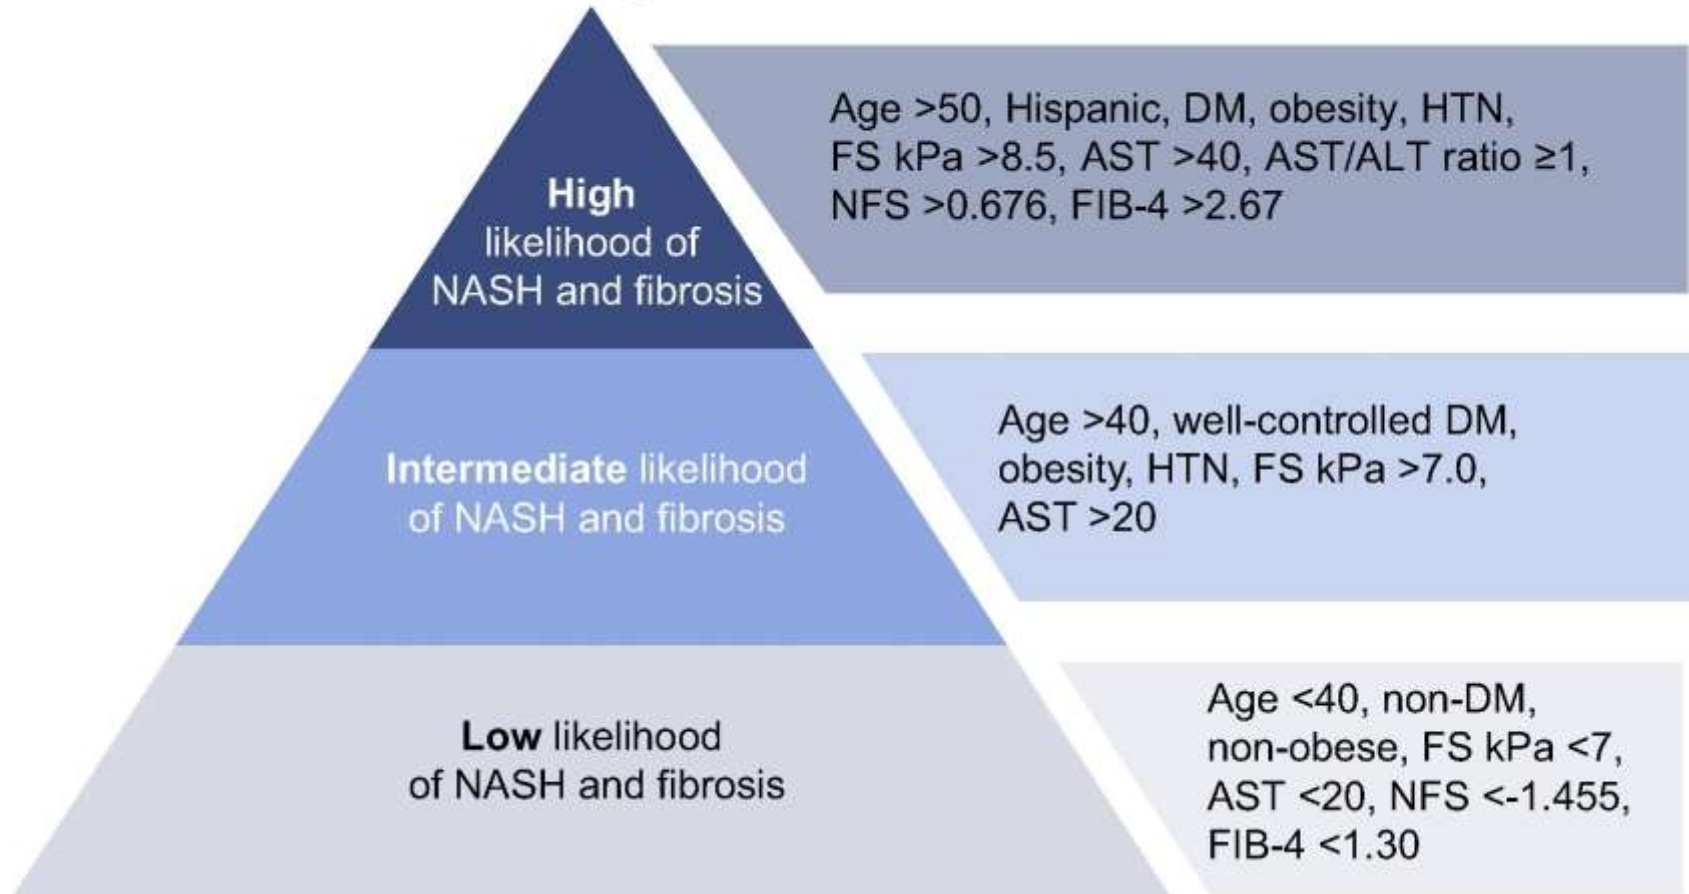 High
likelihood of
NASH and fibrosis
Age >50, Hispanic, DM, obesity, HTN,
FS kPa >8.5, AST >40, AST/ALT ratio ≥1,
NFS >0.676, FIB-4 >2.67
Intermediate likelihood
of NASH and fibrosis
Age >40, well-controlled DM,
obesity, HTN, FS kPa >7.0,
AST >20
Low likelihood
of NASH and fibrosis
Age <40, non-DM,
non-obese, FS kPa <7,
AST <20, NFS <-1.455,
FIB-4 <1.30